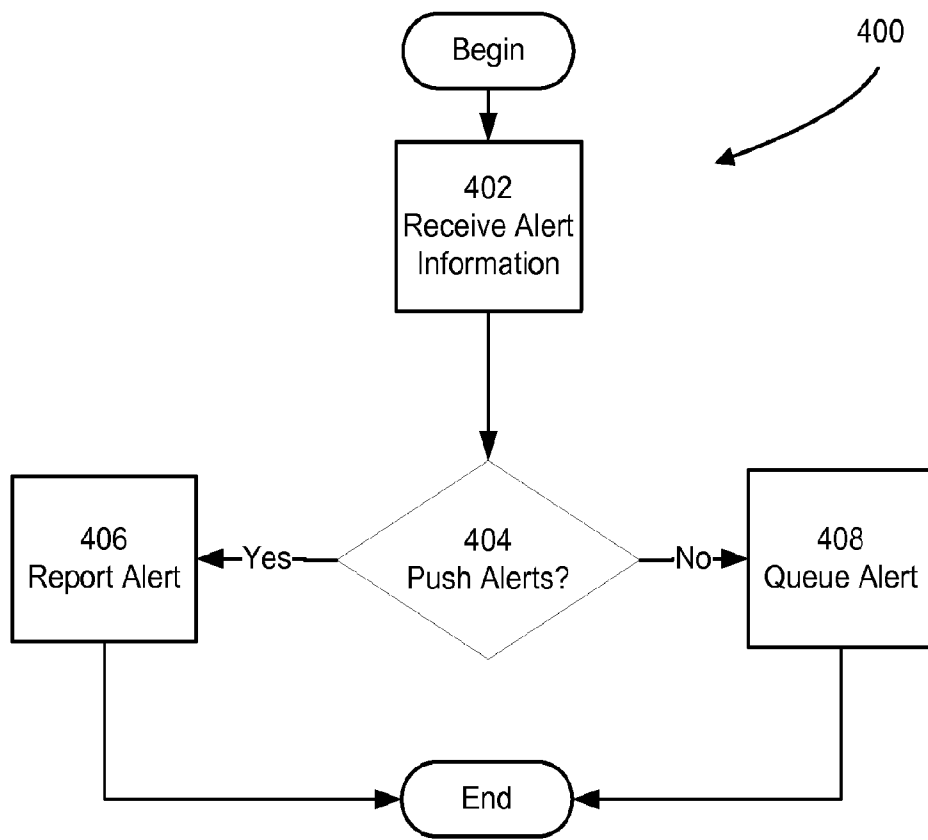 Begin
400
402
Receive Alert
Information
406
Report Alert
Yes
404
Push Alerts?
No
408
Queue Alert
End